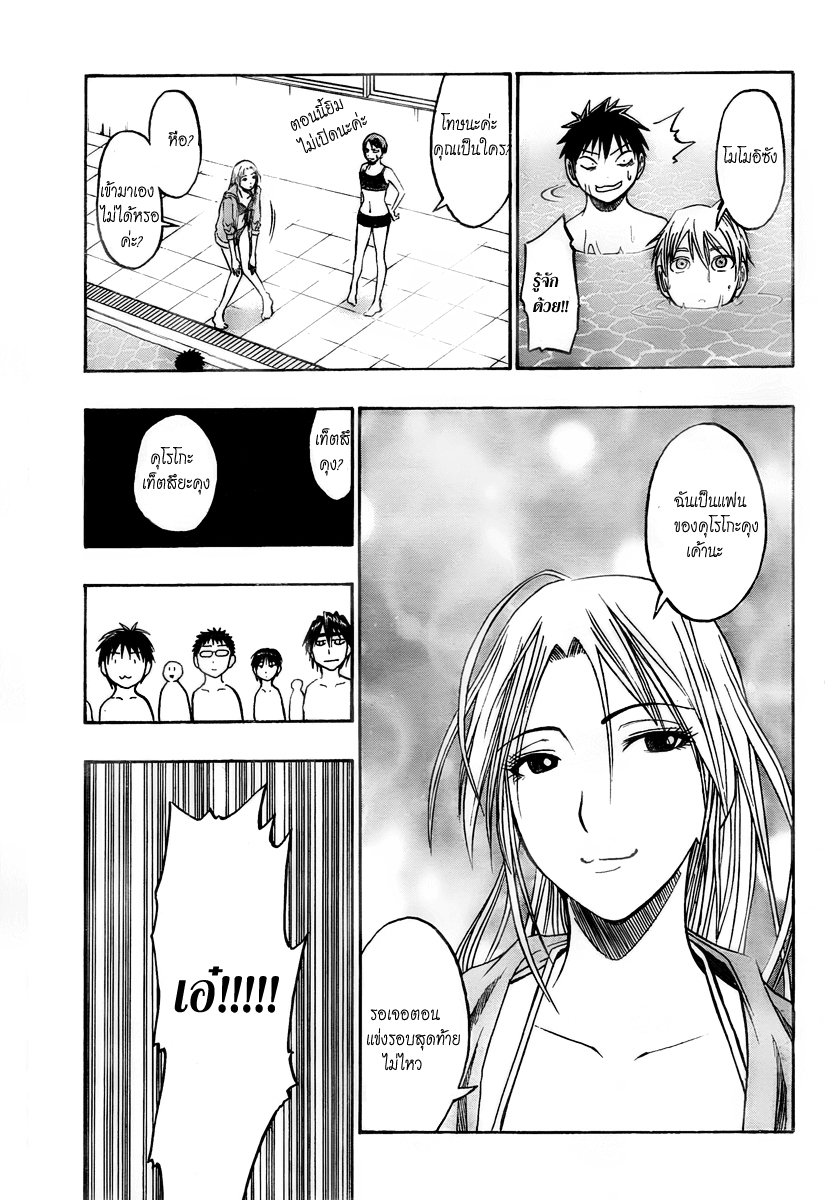 โมโมอิซัง
รู้จัก
ด้วย!!
โทษนะค่ะ
คุณเป็นใคร?
ตอนนี้ยิม
ไม่เปิดนะค่ะ
หือ?
เข้ามาเอง
ไม่ได้หรอ
ค่ะ?
ฉันเป็นแฟน
ของคุโรโกะคุง
เค้านะ
รอเจอตอน
แข่งรอบสุดท้าย
ไม่ไหว
เท็ตสึ
คุง?
คุโรโกะ
เท็ตสึยะคุง
เอ๋!!!!!